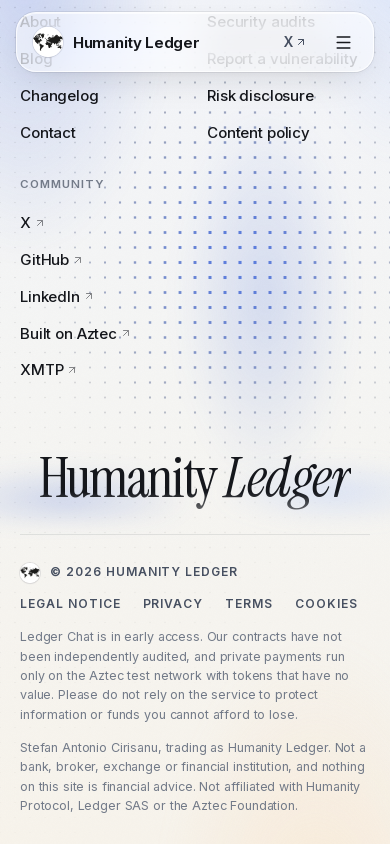 About
Security audits
Humanity Ledger
X
Blog
Report a vulnerability
Changelog
Risk disclosure
Contact
Content policy
COMMUNITY
X
GitHub
LinkedIn
Built on Aztec
XMTP
Humanity Ledger
© 2026 HUMANITY LEDGER
LEGAL NOTICE PRIVACY TERMS COOKIES
Ledger Chat is in early access. Our contracts have not
been independently audited, and private payments run
only on the Aztec test network with tokens that have no
value. Please do not rely on the service to protect
information or funds you cannot afford to lose.
Stefan Antonio Cirisanu, trading as Humanity Ledger. Not a
bank, broker, exchange or financial institution, and nothing
on this site is financial advice. Not affiliated with Humanity
Protocol, Ledger SAS or the Aztec Foundation.